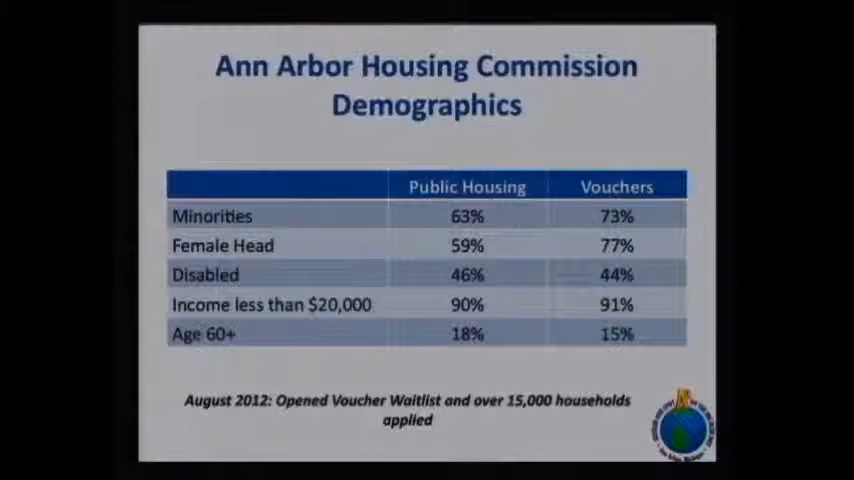 Ann Arbor Housing Commission
Demographics
Public Housing Vouchers
Minorities 63% 73%
Female Head 59% 77%
Disabled 46% 44%
Income less than $20,000 90% 91%
Age 60+ 18% 15%
August 2012: Opened Voucher Waitlist and over 15,000 households
applied